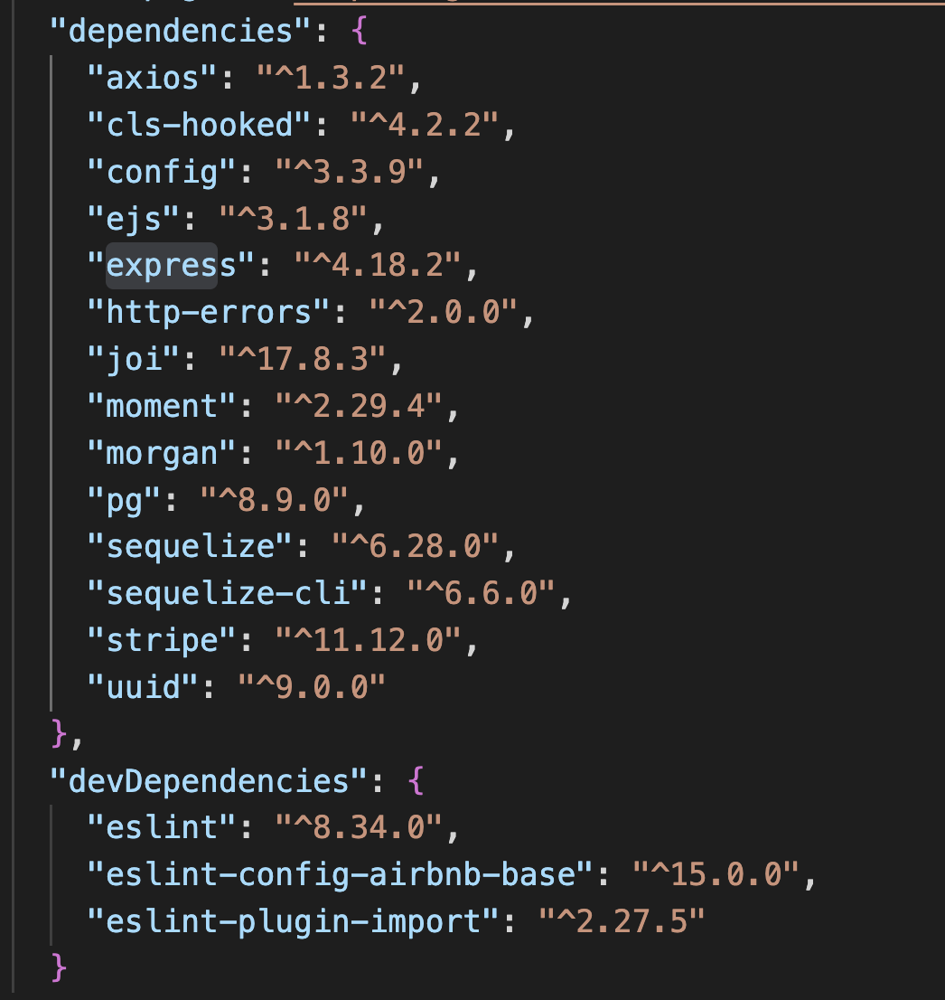 "dependencies": {
"axios": "^1.3.2",
"cls-hooked": "^4.2.2",
"config": "^3.3.9",
"ejs": "^3.1.8",
"express": "^4.18.2",
"http-errors": "^2.0.0",
"joi": "^17.8.3",
"moment": "^2.29.4",
"morgan": "^1.10.0",
"pg": "^8.9.0",
"sequelize": "^6.28.0",
"sequelize-cli": "^6.6.0",
"stripe": "^11.12.0",
"uuid": "^9.0.0"
},
"devDependencies": {
"eslint": "^8.34.0",
"eslint-config-airbnb-base": "^15.0.0",
"eslint-plugin-import": "^2.27.5"
}